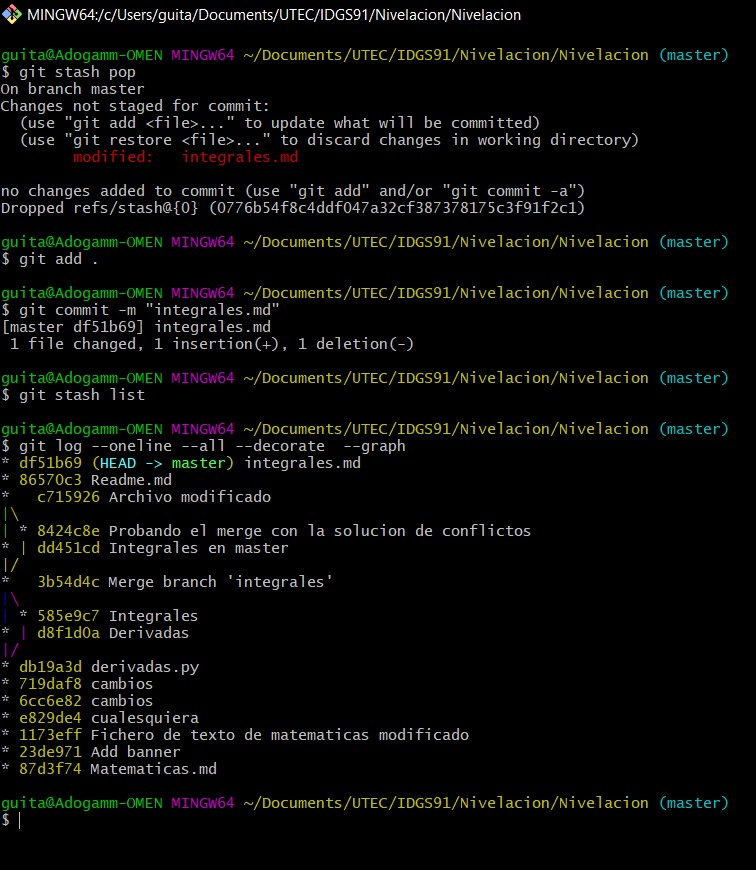 MINGW64:/c/Users/guita/Documents/UTEC/IDGS91/Nivelacion/Nivelacion
guita@Adogamm-OMEN MINGW64 ~/Documents/UTEC/IDGS91/Nivelacion/Nivelacion (master)
$ git stash pop
On branch master
Changes not staged for commit:
  (use "git add <file>..." to update what will be committed)
  (use "git restore <file>..." to discard changes in working directory)
        modified:   integrales.md

no changes added to commit (use "git add" and/or "git commit -a")
Dropped refs/stash@{0} (0776b54f8c4ddf047a32cf387378175c3f91f2c1)

guita@Adogamm-OMEN MINGW64 ~/Documents/UTEC/IDGS91/Nivelacion/Nivelacion (master)
$ git add .

guita@Adogamm-OMEN MINGW64 ~/Documents/UTEC/IDGS91/Nivelacion/Nivelacion (master)
$ git commit -m "integrales.md"
[master df51b69] integrales.md
 1 file changed, 1 insertion(+), 1 deletion(-)

guita@Adogamm-OMEN MINGW64 ~/Documents/UTEC/IDGS91/Nivelacion/Nivelacion (master)
$ git stash list

guita@Adogamm-OMEN MINGW64 ~/Documents/UTEC/IDGS91/Nivelacion/Nivelacion (master)
$ git log --oneline --all --decorate  --graph
* df51b69 (HEAD -> master) integrales.md
* 86570c3 Readme.md
*   c715926 Archivo modificado
|\
| * 8424c8e Probando el merge con la solucion de conflictos
* | dd451cd Integrales en master
|/
*   3b54d4c Merge branch 'integrales'
|\
| * 585e9c7 Integrales
* | d8f1d0a Derivadas
|/
* db19a3d derivadas.py
* 719daf8 cambios
* 6cc6e82 cambios
* e829de4 cualesquiera
* 1173eff Fichero de texto de matematicas modificado
* 23de971 Add banner
* 87d3f74 Matematicas.md

guita@Adogamm-OMEN MINGW64 ~/Documents/UTEC/IDGS91/Nivelacion/Nivelacion (master)
$